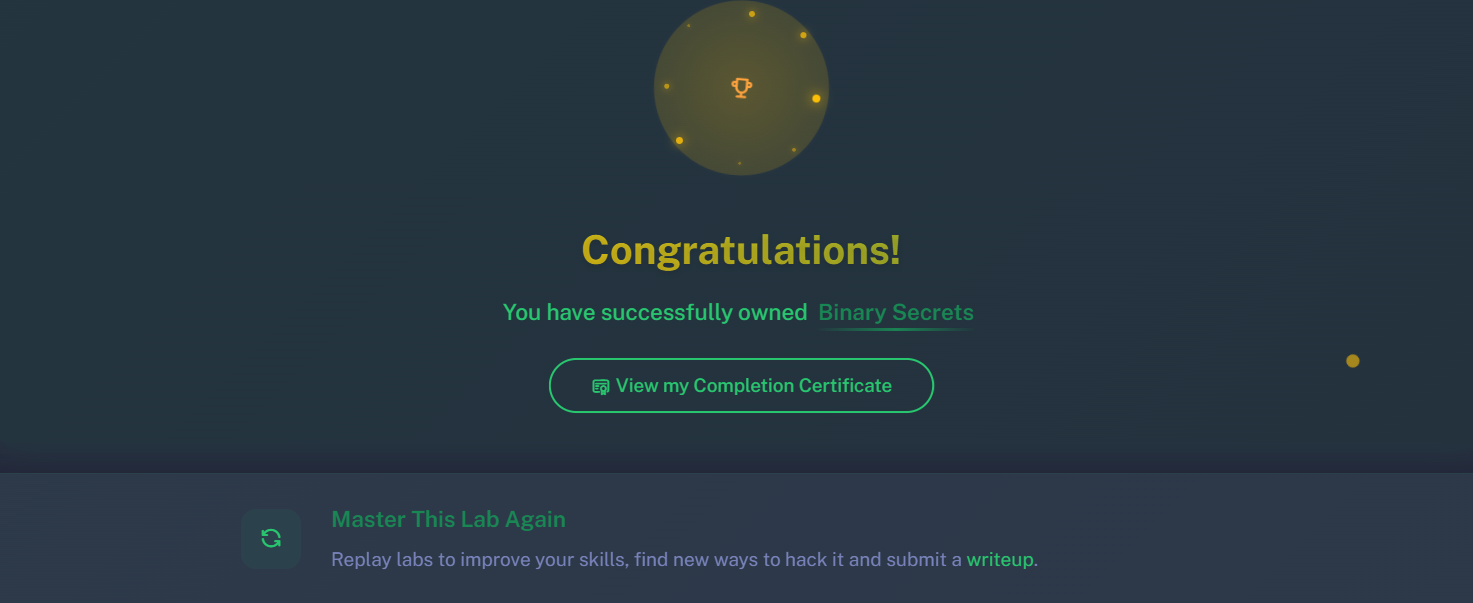 Congratulations!
You have successfully owned Binary Secrets
View my Completion Certificate
Master This Lab Again
Replay labs to improve your skills, find new ways to hack it and submit a writeup.